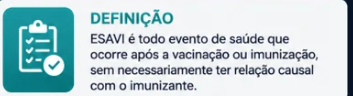 DEFINIÇÃO
ESAVI é todo evento de saúde que
ocorre após a vacinação ou imunização,
sem necessariamente ter relação causal
com o imunizante.